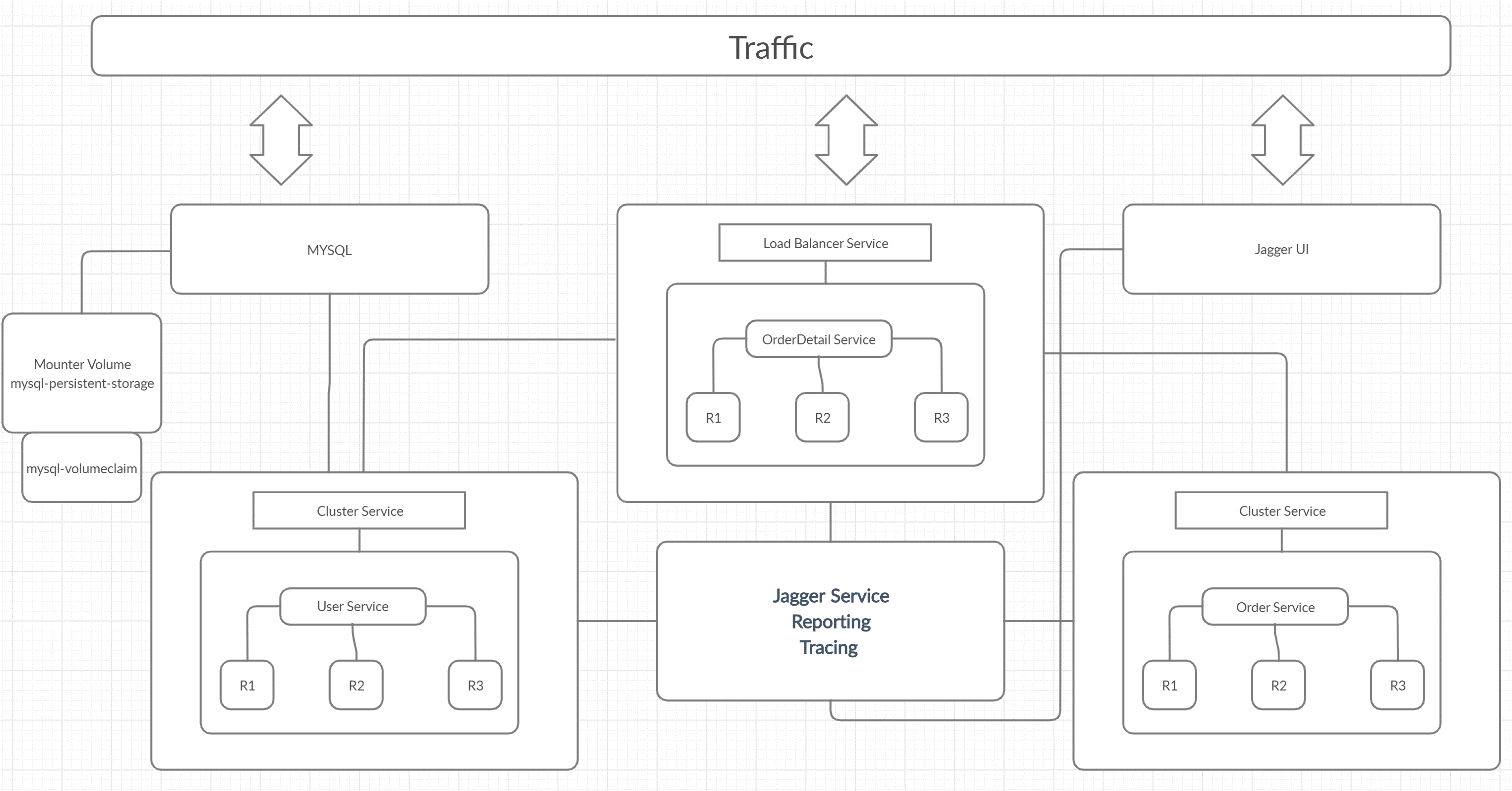 Traffic
MYSQL
Load Balancer Service
Jagger UI
OrderDetail Service
Mounter Volume
mysql-persistent-storage
R1
R2
R3
mysql-volumeclaim
Cluster Service
Cluster Service
User Service
Jagger Service
Reporting
Tracing
Order Service
R1
R2
R3
R1
R2
R3